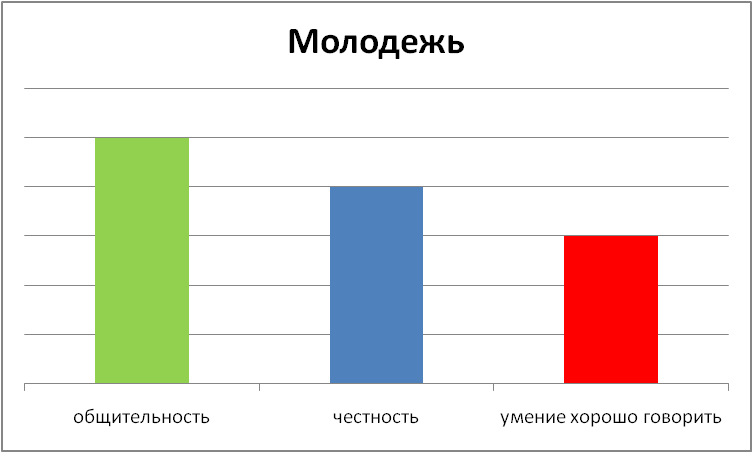 Молодежь
общительность
честность
умение хорошо говорить